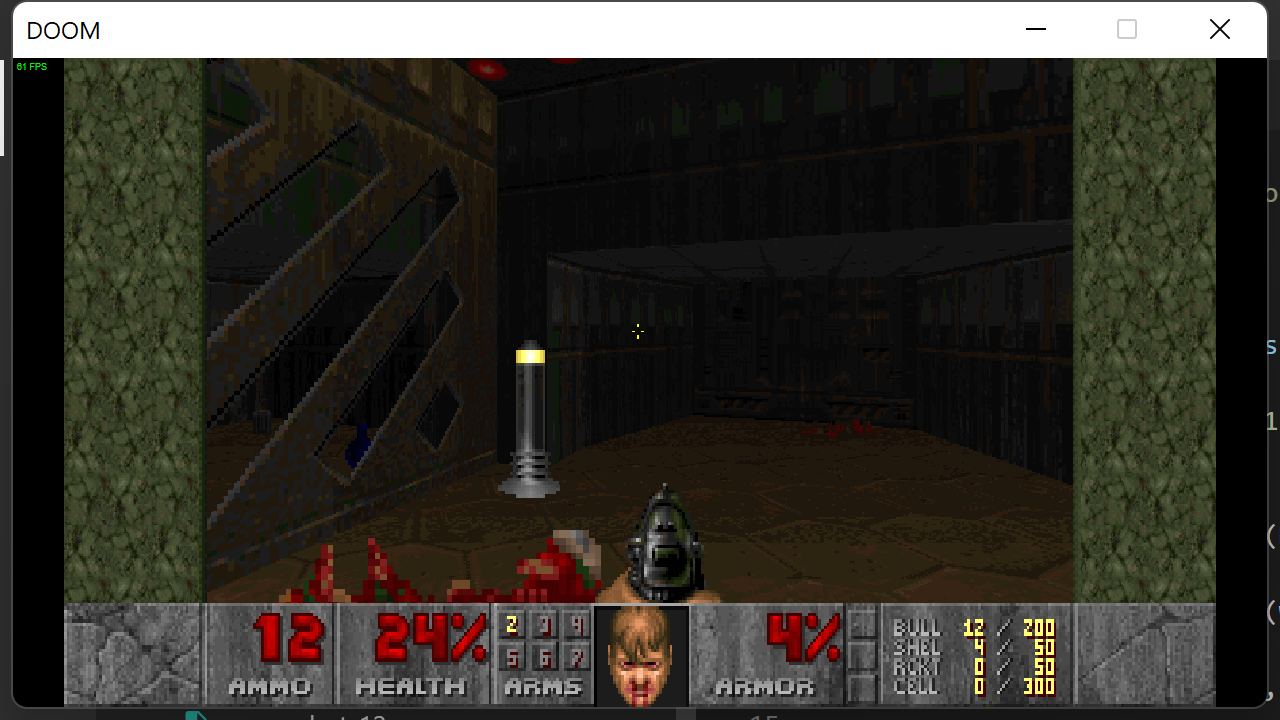 DOOM
61 FPS
12 24% 2 3 4 4% BULL 12 / 200
SHEL 4 / 50
5 6 7 RCKT 0 / 50
AMMO HEALTH ARMS ARMOR CELL 0 / 300